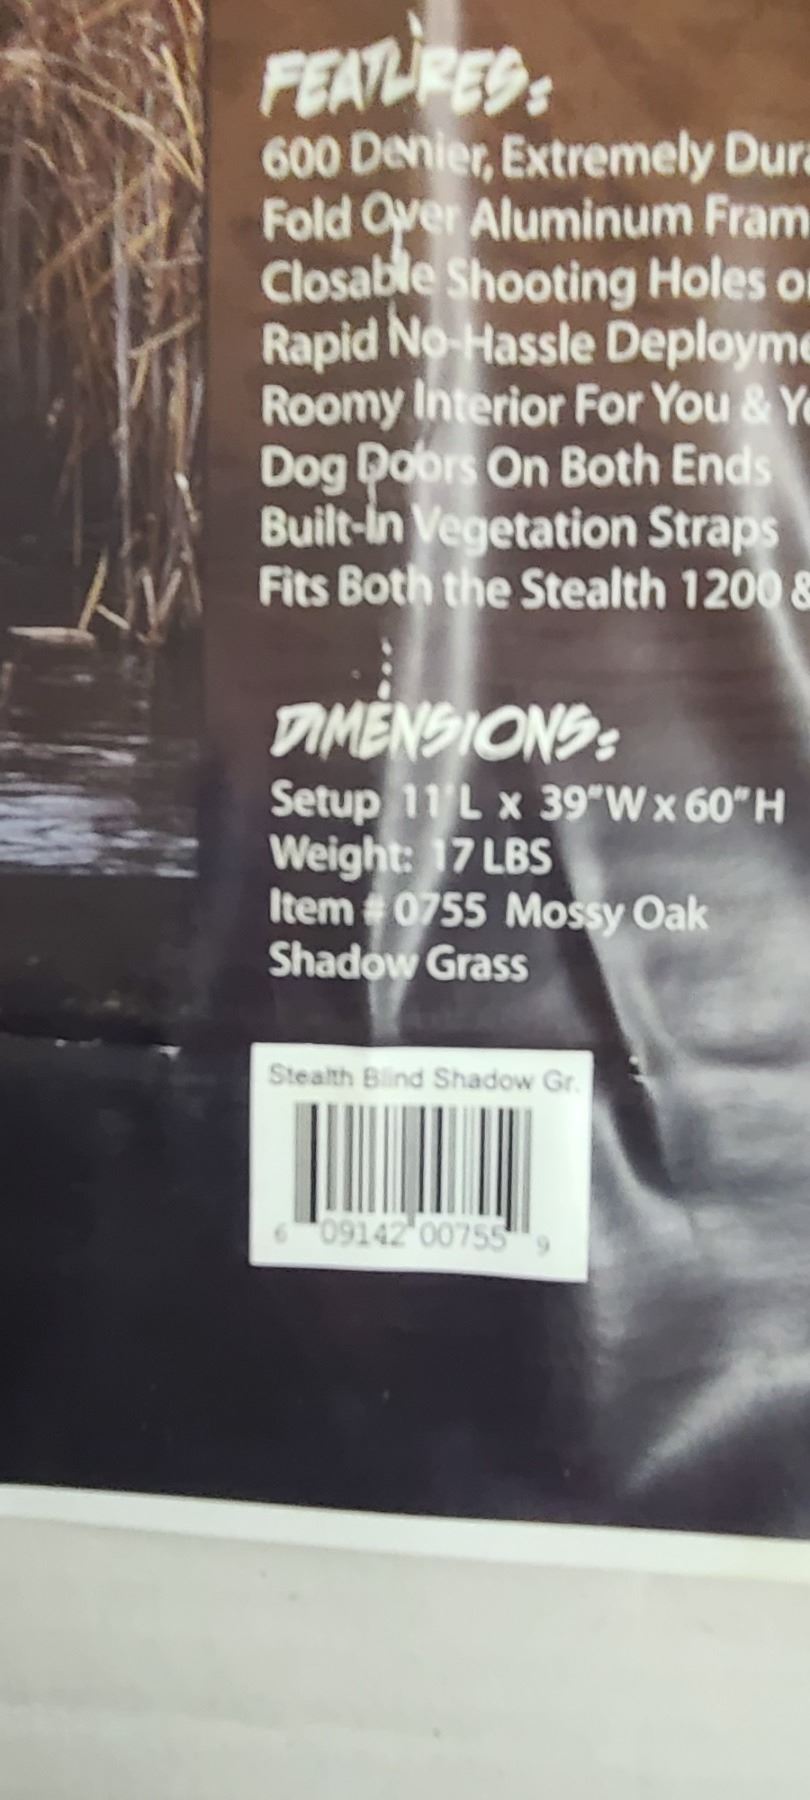 FEATURES:
600 Denier, Extremely Dura
Fold Over Aluminum Fram
Closable Shooting Holes o
Rapid No-Hassle Deployme
Roomy Interior For You & Yo
Dog Doors On Both Ends
Built-In Vegetation Straps
Fits Both the Stealth 1200 &
DIMENSIONS:
Setup 11'L x 39"W x 60"H
Weight: 17 LBS
Item # 0755 Mossy Oak
Shadow Grass
Stealth Blind Shadow Gr.
6 09142 00755 9